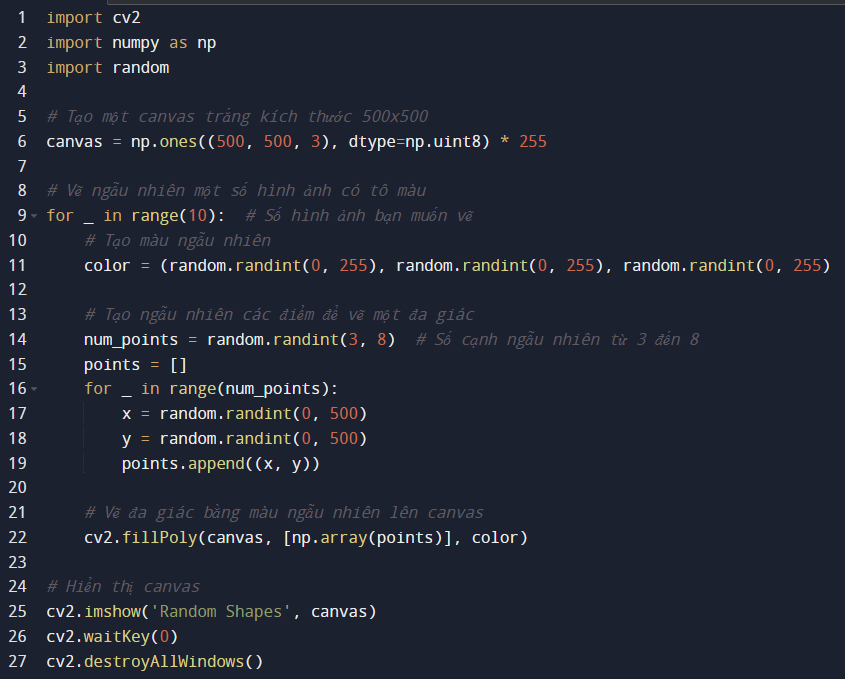 1 import cv2
2 import numpy as np
3 import random
4
5 # Tạo một canvas trắng kích thước 500x500
6 canvas = np.ones((500, 500, 3), dtype=np.uint8) * 255
7
8 # Vẽ ngẫu nhiên một số hình ảnh có tô màu
9 for _ in range(10):  # Số hình ảnh bạn muốn vẽ
10     # Tạo màu ngẫu nhiên
11     color = (random.randint(0, 255), random.randint(0, 255), random.randint(0, 255)
12
13     # Tạo ngẫu nhiên các điểm để vẽ một đa giác
14     num_points = random.randint(3, 8)  # Số cạnh ngẫu nhiên từ 3 đến 8
15     points = []
16     for _ in range(num_points):
17         x = random.randint(0, 500)
18         y = random.randint(0, 500)
19         points.append((x, y))
20
21     # Vẽ đa giác bằng màu ngẫu nhiên lên canvas
22     cv2.fillPoly(canvas, [np.array(points)], color)
23
24 # Hiển thị canvas
25 cv2.imshow('Random Shapes', canvas)
26 cv2.waitKey(0)
27 cv2.destroyAllWindows()